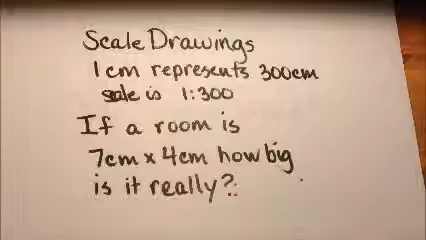 Scale Drawings
1cm represents 300cm
scale is 1:300
If a room is
7cm x 4cm how big
is it really?